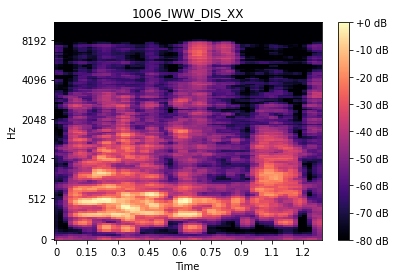 1006_IWW_DIS_XX
+0 dB
8192
-10 dB
4096
-20 dB
-30 dB
2048
Hz
-40 dB
1024
-50 dB
512
-60 dB
-70 dB
0
-80 dB
0 0.15 0.3 0.45 0.6 0.75 0.9 1.1 1.2
Time